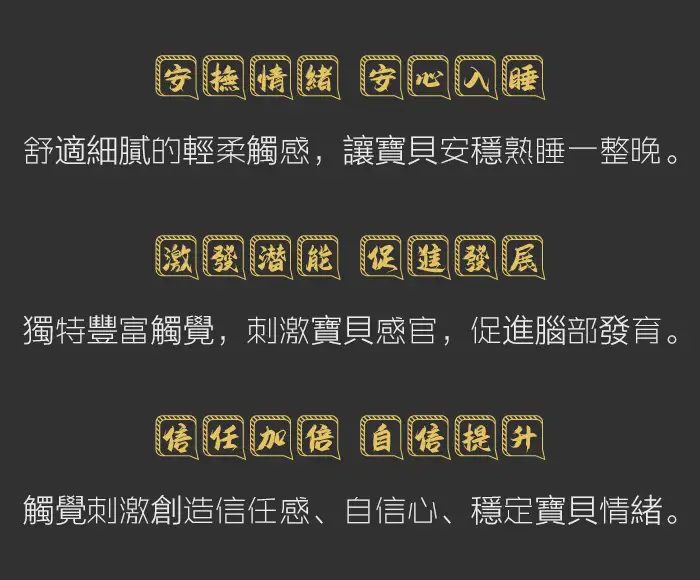 安撫情緒 安心入睡
舒適細膩的輕柔觸感，讓寶貝安穩熟睡一整晚。
激發潛能 促進發展
獨特豐富觸覺，刺激寶貝感官，促進腦部發育。
信任加倍 自信提升
觸覺刺激創造信任感、自信心、穩定寶貝情緒。